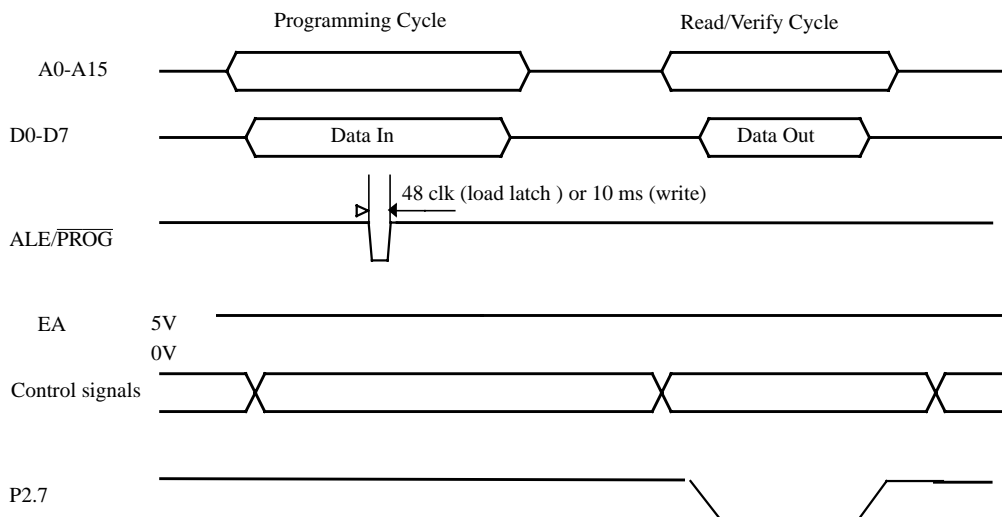 Programming Cycle
Read/Verify Cycle
A0-A15
D0-D7
Data In
Data Out
48 clk (load latch ) or 10 ms (write)
ALE/PROG
EA
5V
0V
Control signals
P2.7